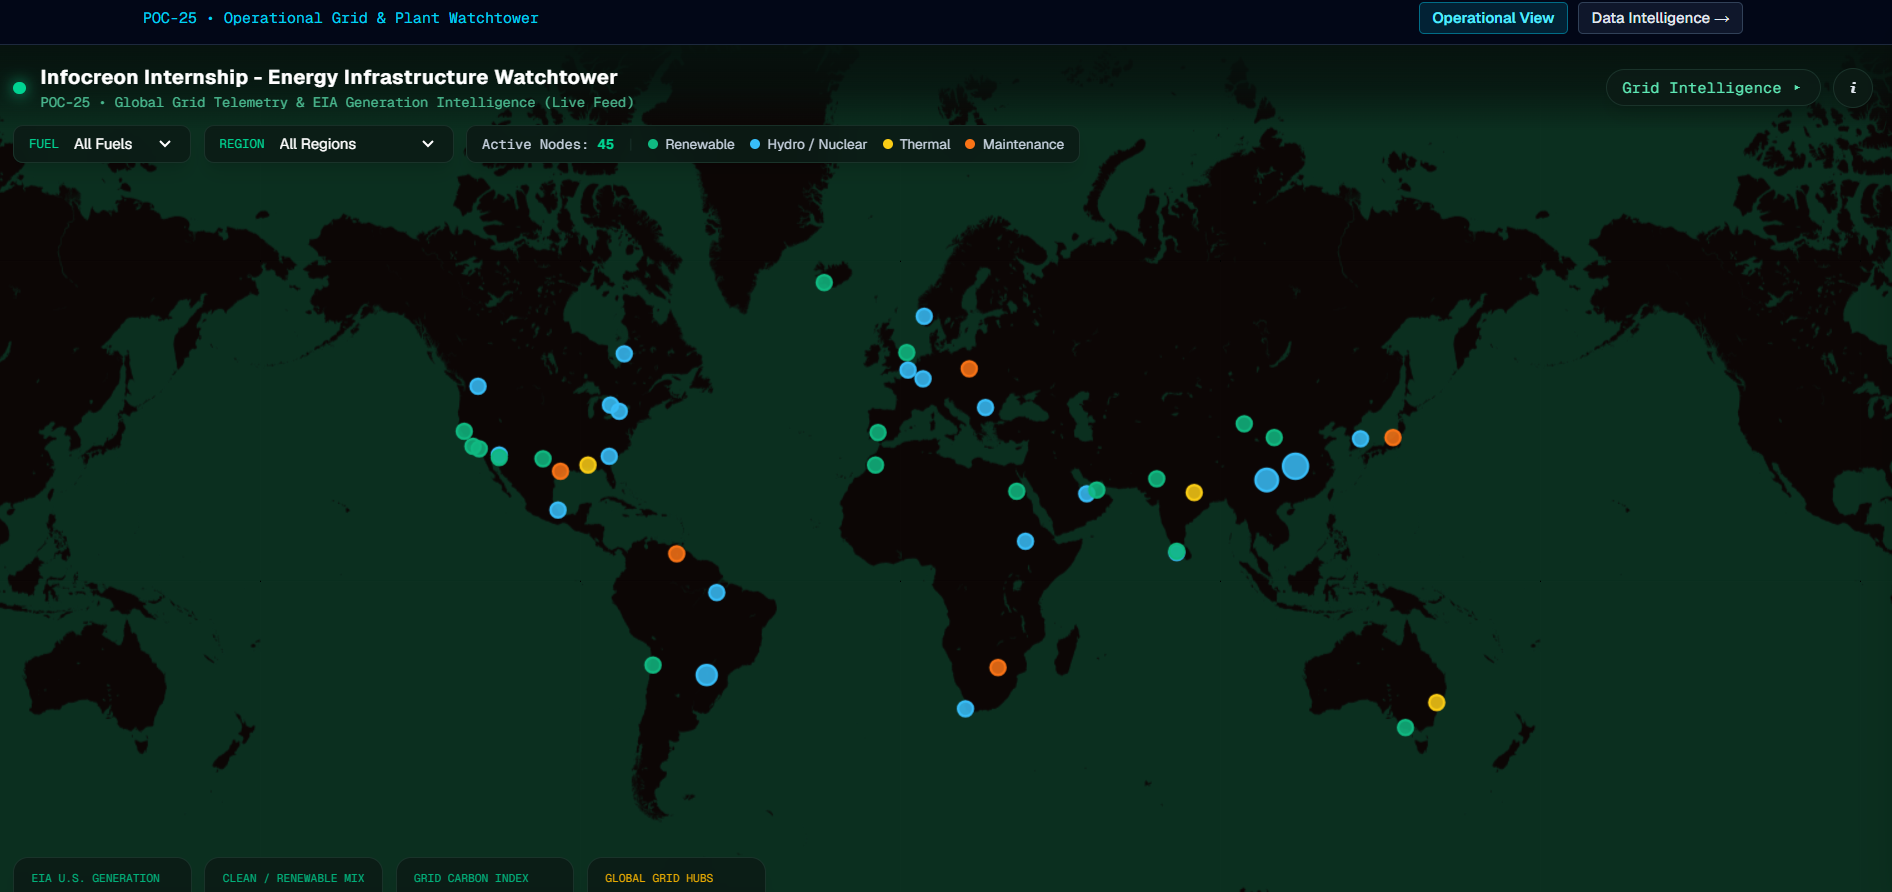 POC-25 • Operational Grid & Plant Watchtower
Operational View
Data Intelligence →
Infocreon Internship - Energy Infrastructure Watchtower
POC-25 • Global Grid Telemetry & EIA Generation Intelligence (Live Feed)
Grid Intelligence ▸
i
FUEL All Fuels
REGION All Regions
Active Nodes: 45 Renewable Hydro / Nuclear Thermal Maintenance
EIA U.S. GENERATION
CLEAN / RENEWABLE MIX
GRID CARBON INDEX
GLOBAL GRID HUBS